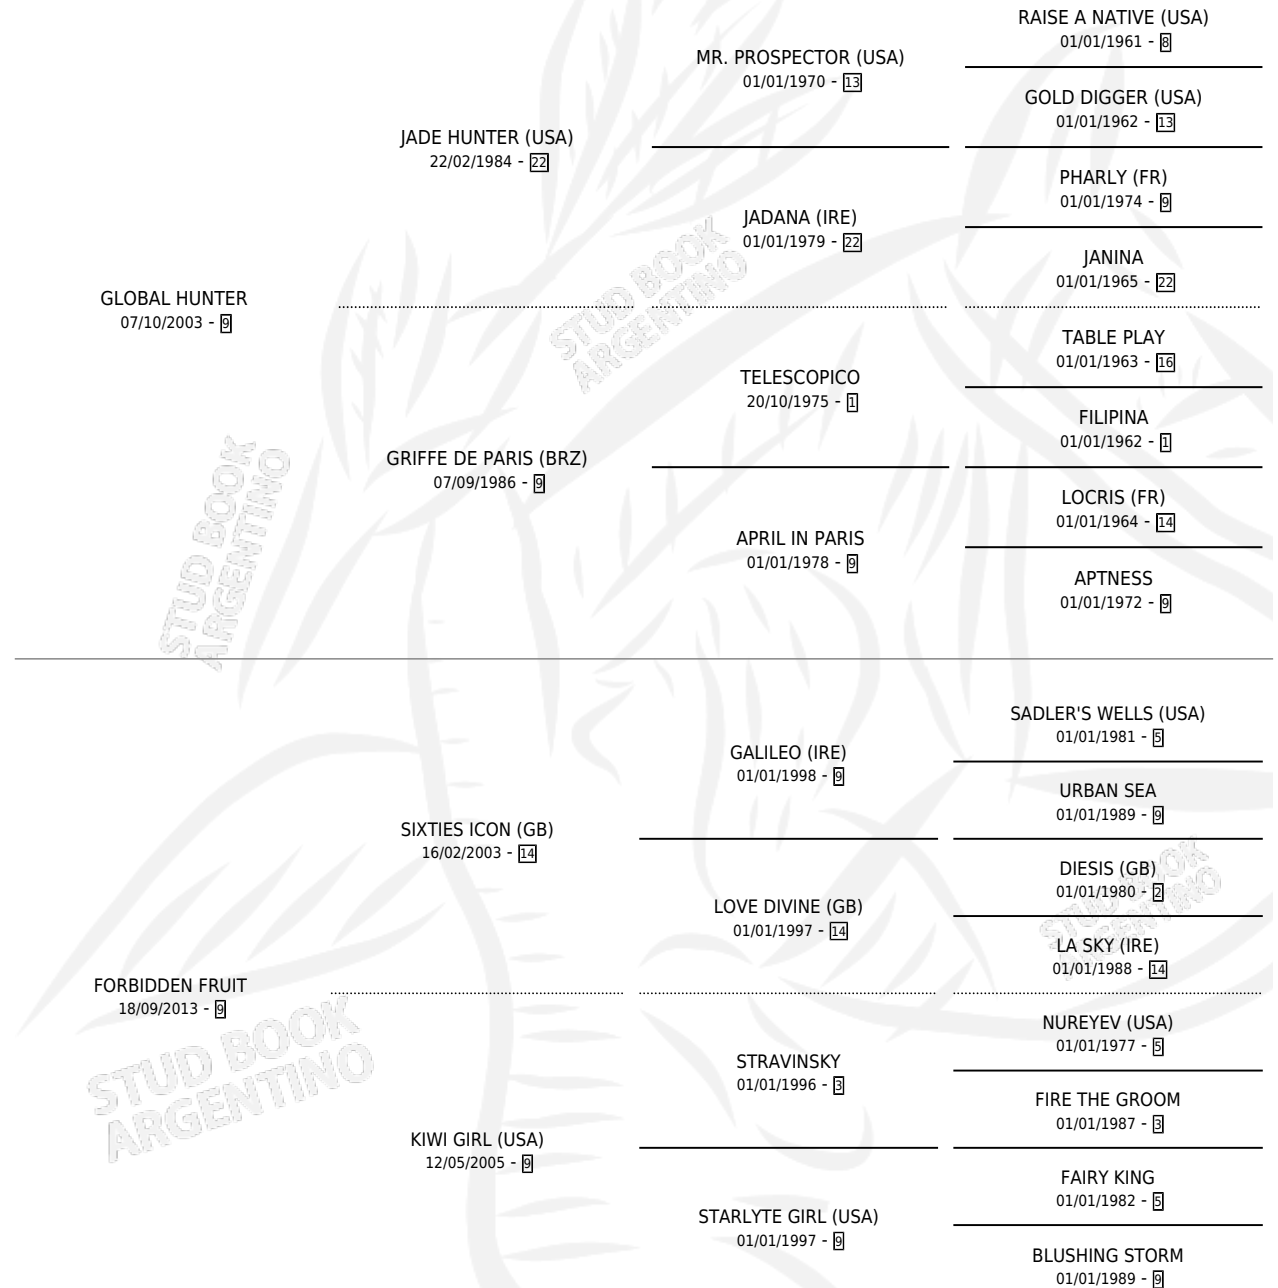 RAISE A NATIVE (USA)
01/01/1961 - 8
MR. PROSPECTOR (USA)
01/01/1970 - 13
GOLD DIGGER (USA)
01/01/1962 - 13
JADE HUNTER (USA)
22/02/1984 - 22
PHARLY (FR)
01/01/1974 - 9
JADANA (IRE)
01/01/1979 - 22
JANINA
01/01/1965 - 22
GLOBAL HUNTER
07/10/2003 - 9
STUD BOOK
ARGENTINO
TABLE PLAY
01/01/1963 - 16
TELESCOPICO
20/10/1975 - 1
FILIPINA
01/01/1962 - 1
GRIFFE DE PARIS (BRZ)
07/09/1986 - 9
LOCRIS (FR)
01/01/1964 - 14
APRIL IN PARIS
01/01/1978 - 9
APTNESS
01/01/1972 - 9
STUD BOOK
ARGENTINO
SADLER'S WELLS (USA)
01/01/1981 - 5
GALILEO (IRE)
01/01/1998 - 9
URBAN SEA
01/01/1989 - 9
SIXTIES ICON (GB)
16/02/2003 - 14
DIESIS (GB)
01/01/1980 - 2
LOVE DIVINE (GB)
01/01/1997 - 14
STUD BOOK
ARGENTINO
LA SKY (IRE)
01/01/1988 - 14
FORBIDDEN FRUIT
18/09/2013 - 9
STUD BOOK
ARGENTINO
NUREYEV (USA)
01/01/1977 - 5
STRAVINSKY
01/01/1996 - 3
FIRE THE GROOM
01/01/1987 - 3
KIWI GIRL (USA)
12/05/2005 - 9
FAIRY KING
01/01/1982 - 5
STARLYTE GIRL (USA)
01/01/1997 - 9
BLUSHING STORM
01/01/1989 - 9